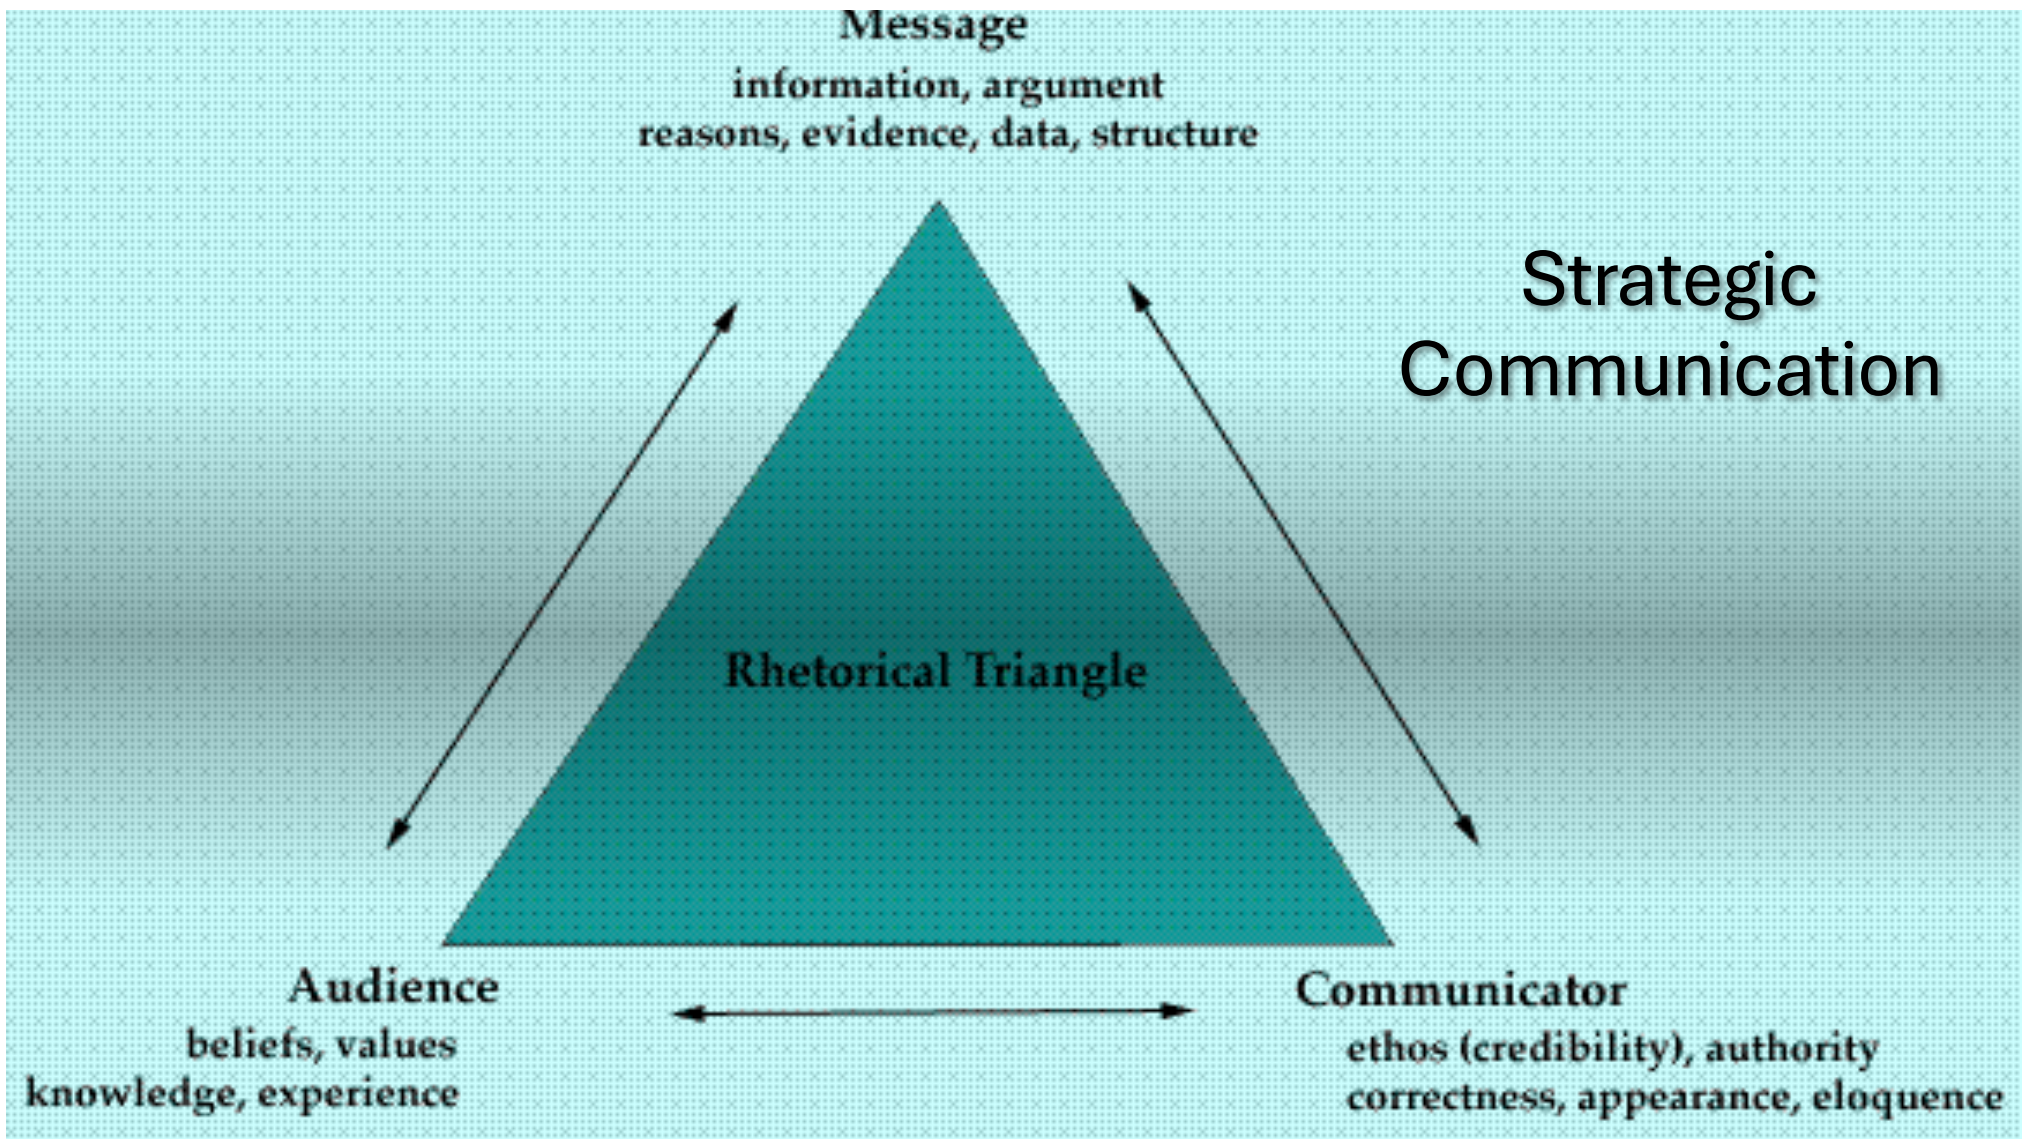 Message
information, argument
reasons, evidence, data, structure
Strategic
Communication
Rhetorical Triangle
Audience
beliefs, values
knowledge, experience
Communicator
ethos (credibility), authority
correctness, appearance, eloquence